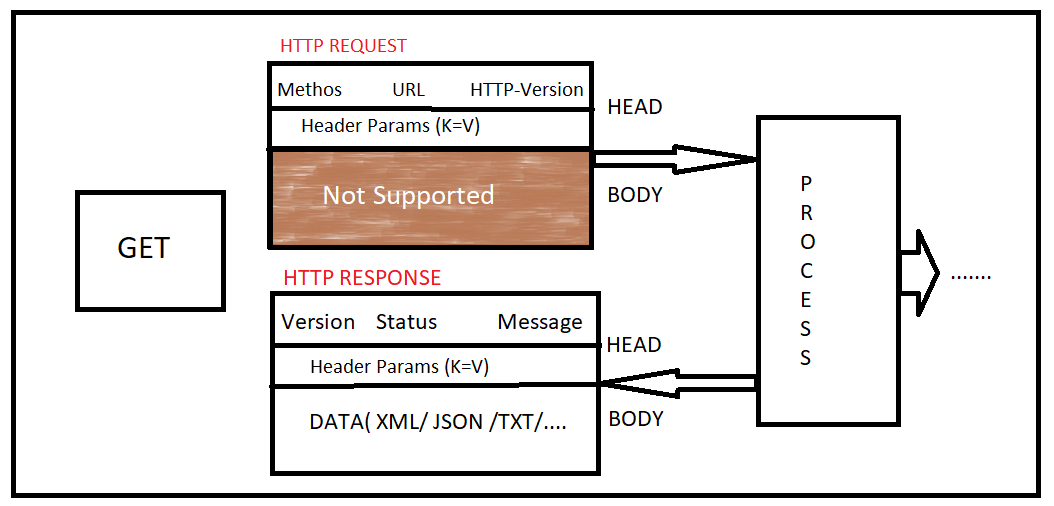 HTTP REQUEST
Methos URL HTTP-Version
HEAD
Header Params (K=V)
Not Supported
BODY
GET
PROCESS
.......
HTTP RESPONSE
Version Status Message
HEAD
Header Params (K=V)
DATA( XML/ JSON /TXT/....
BODY